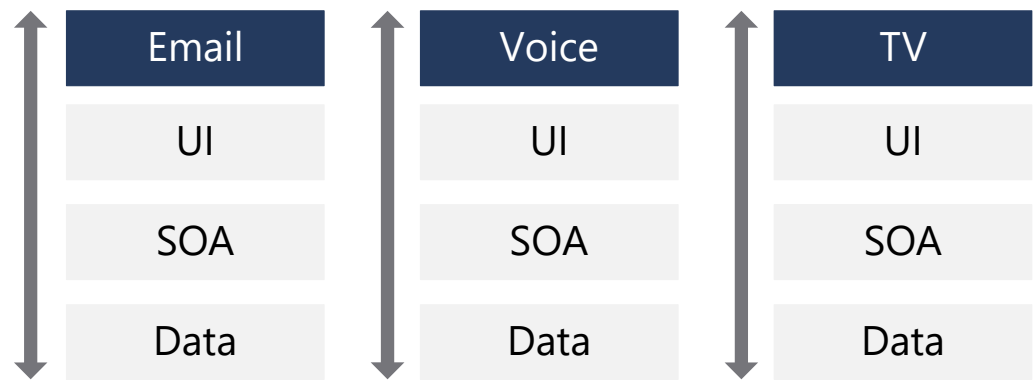 Email
UI
SOA
Data
Voice
UI
SOA
Data
TV
UI
SOA
Data